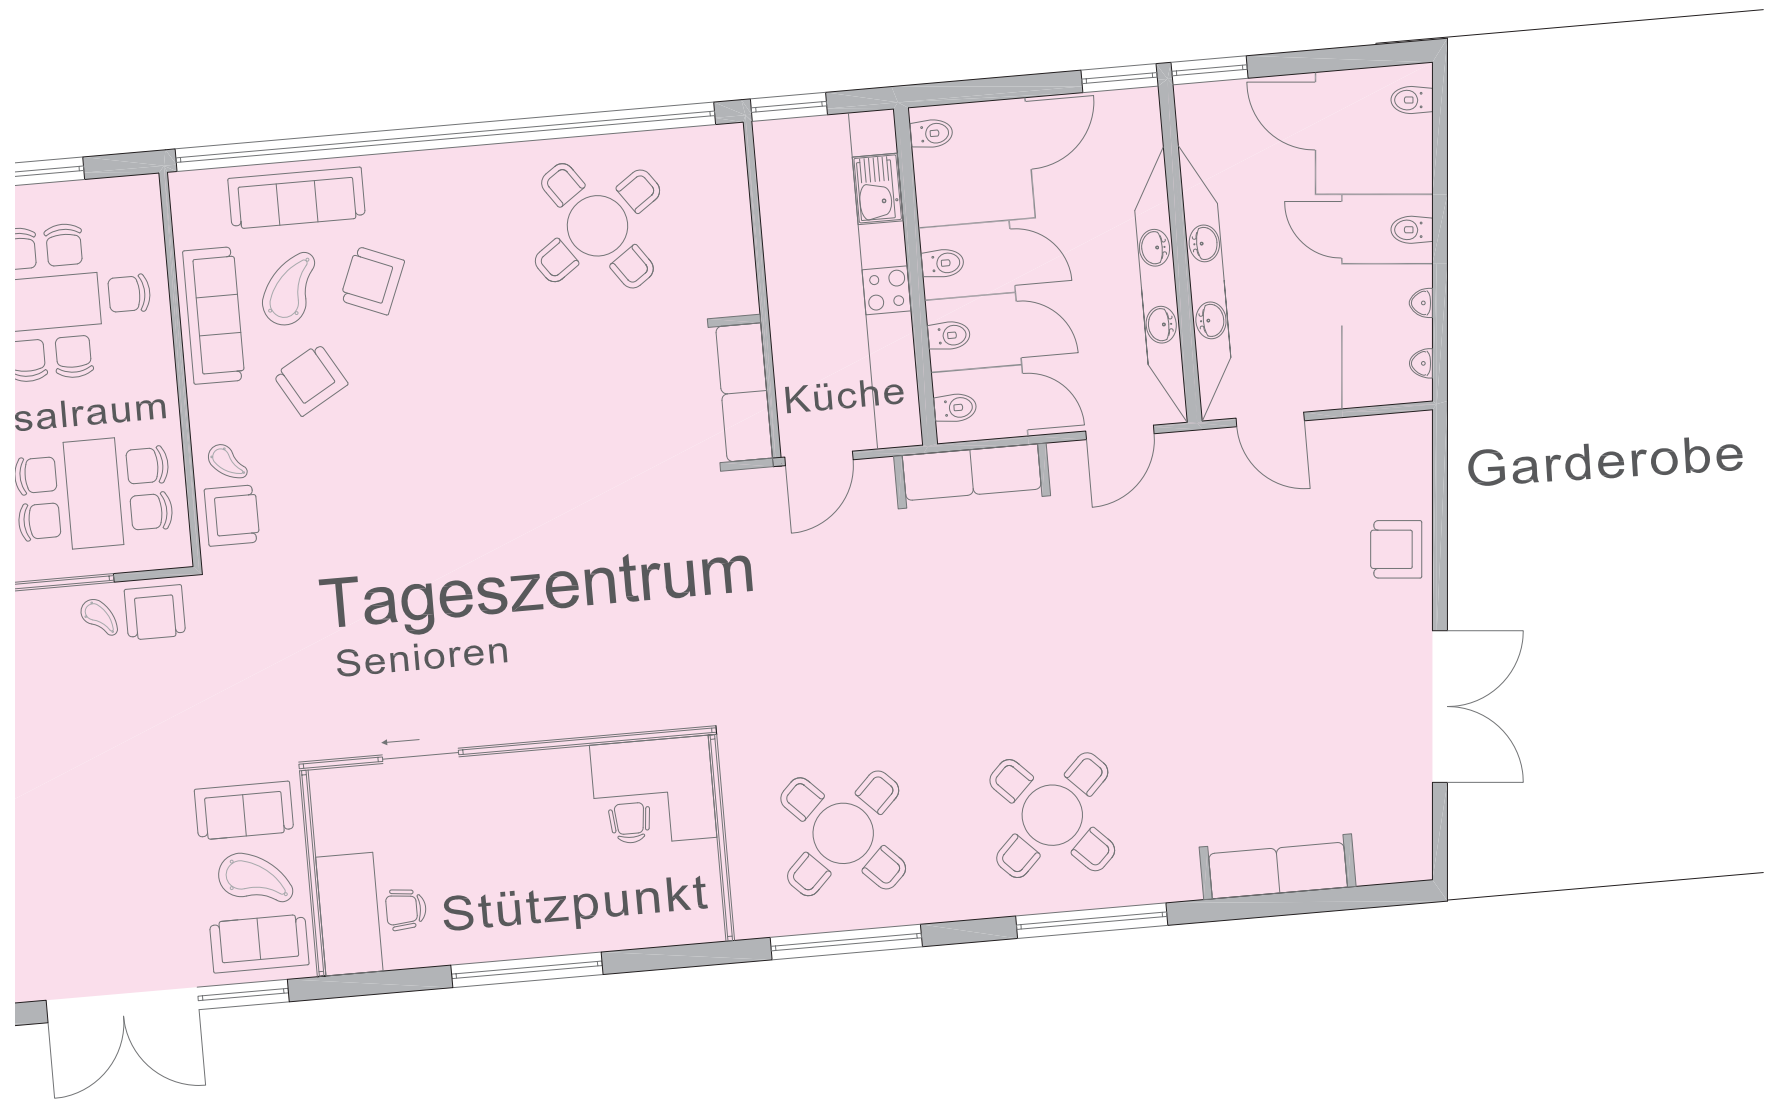 salraum
Küche
Garderobe
Tageszentrum
Senioren
Stützpunkt